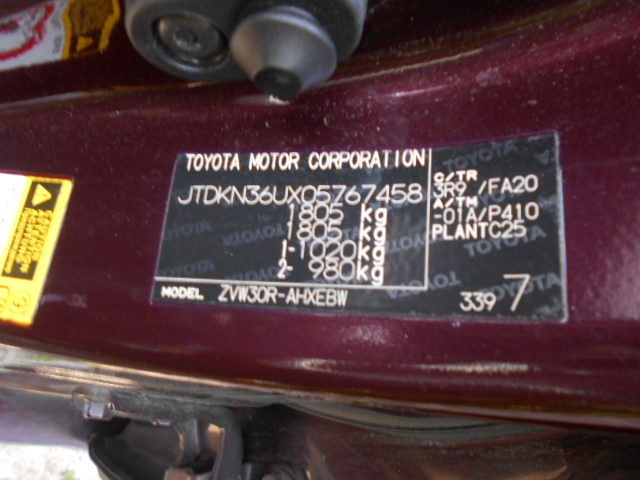 TOYOTA MOTOR CORPORATION
JTDKN36UX05767458
1805 kg
1805 kg
1-1020kg
2- 980kg
MODEL ZVW30R-AHXEBW
C/TR
3R9 /FA20
A/TM
-01A/P410
PLANTC25
339 7